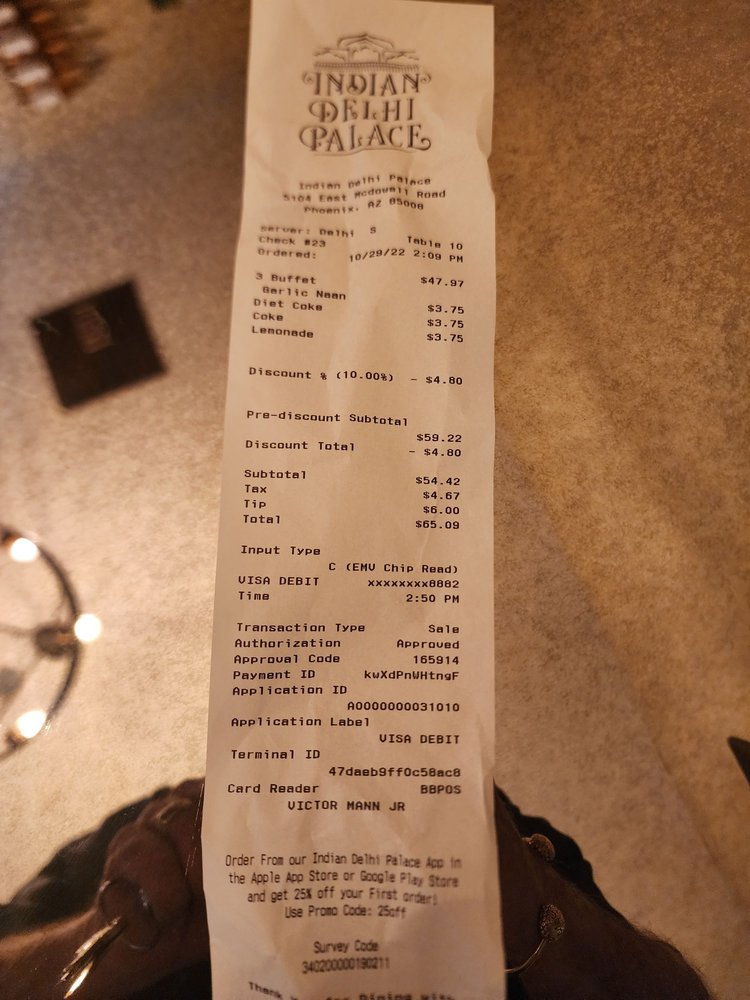 INDIAN
DELHI
PALACE
Indian Delhi Palace
5104 East Mcdowell Road
Phoenix, AZ 85008
Server: Delhi S
Check #23 Table 10
Ordered: 10/29/22 2:09 PM
3 Buffet $47.97
Garlic Naan
Diet Coke $3.75
Coke $3.75
Lemonade $3.75
Discount % (10.00%) - $4.80
Pre-discount Subtotal
$59.22
Discount Total - $4.80
Subtotal $54.42
Tax $4.67
Tip $6.00
Total $65.09
Input Type
C (EMV Chip Read)
VISA DEBIT xxxxxxxx8882
Time 2:50 PM
Transaction Type Sale
Authorization Approved
Approval Code 165914
Payment ID kwXdPnWHtngF
Application ID
A0000000031010
Application Label
VISA DEBIT
Terminal ID
47daeb9ff0c58ac8
Card Reader BBPOS
VICTOR MANN JR
Order From our Indian Delhi Palace App in
the Apple App Store or Google Play Store
and get 25% off your First order!
Use Promo Code: 25off
Survey Code
340200000190211
Thank for Dining with